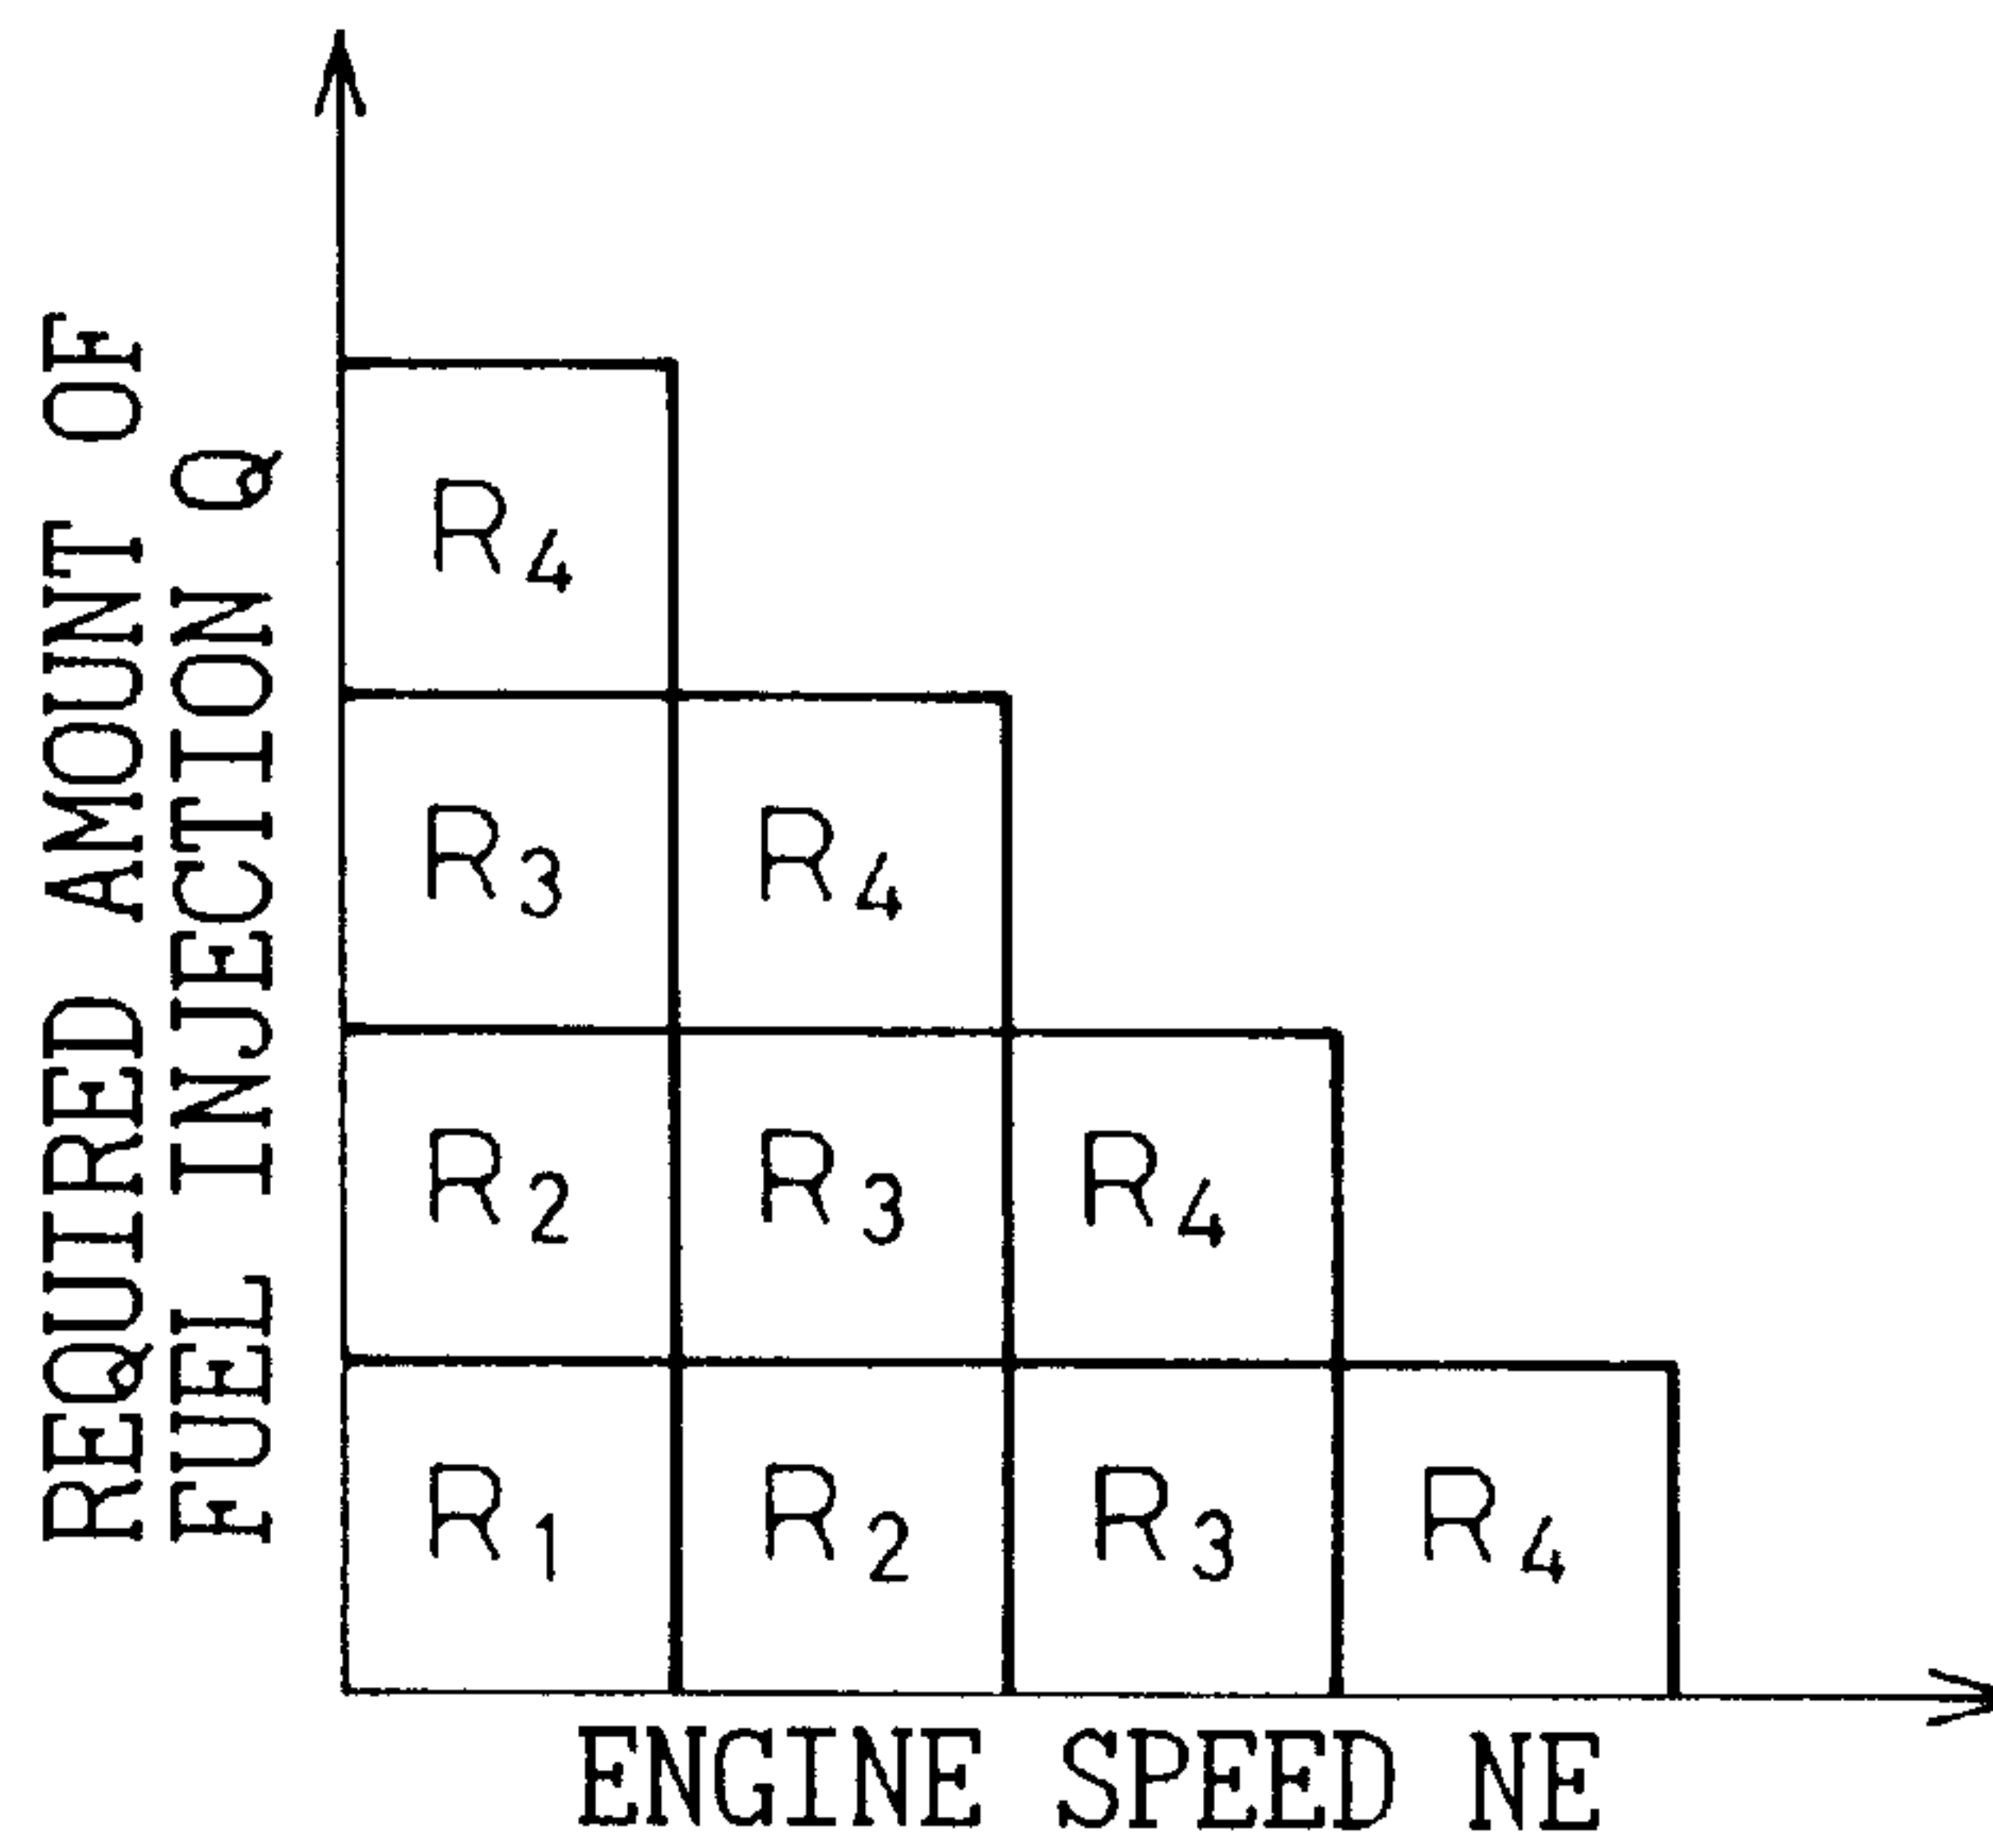 REQUIRED AMOUNT OF
FUEL INJECTION Q
R4
R3 R4
R2 R3 R4
R1 R2 R3 R4
ENGINE SPEED NE